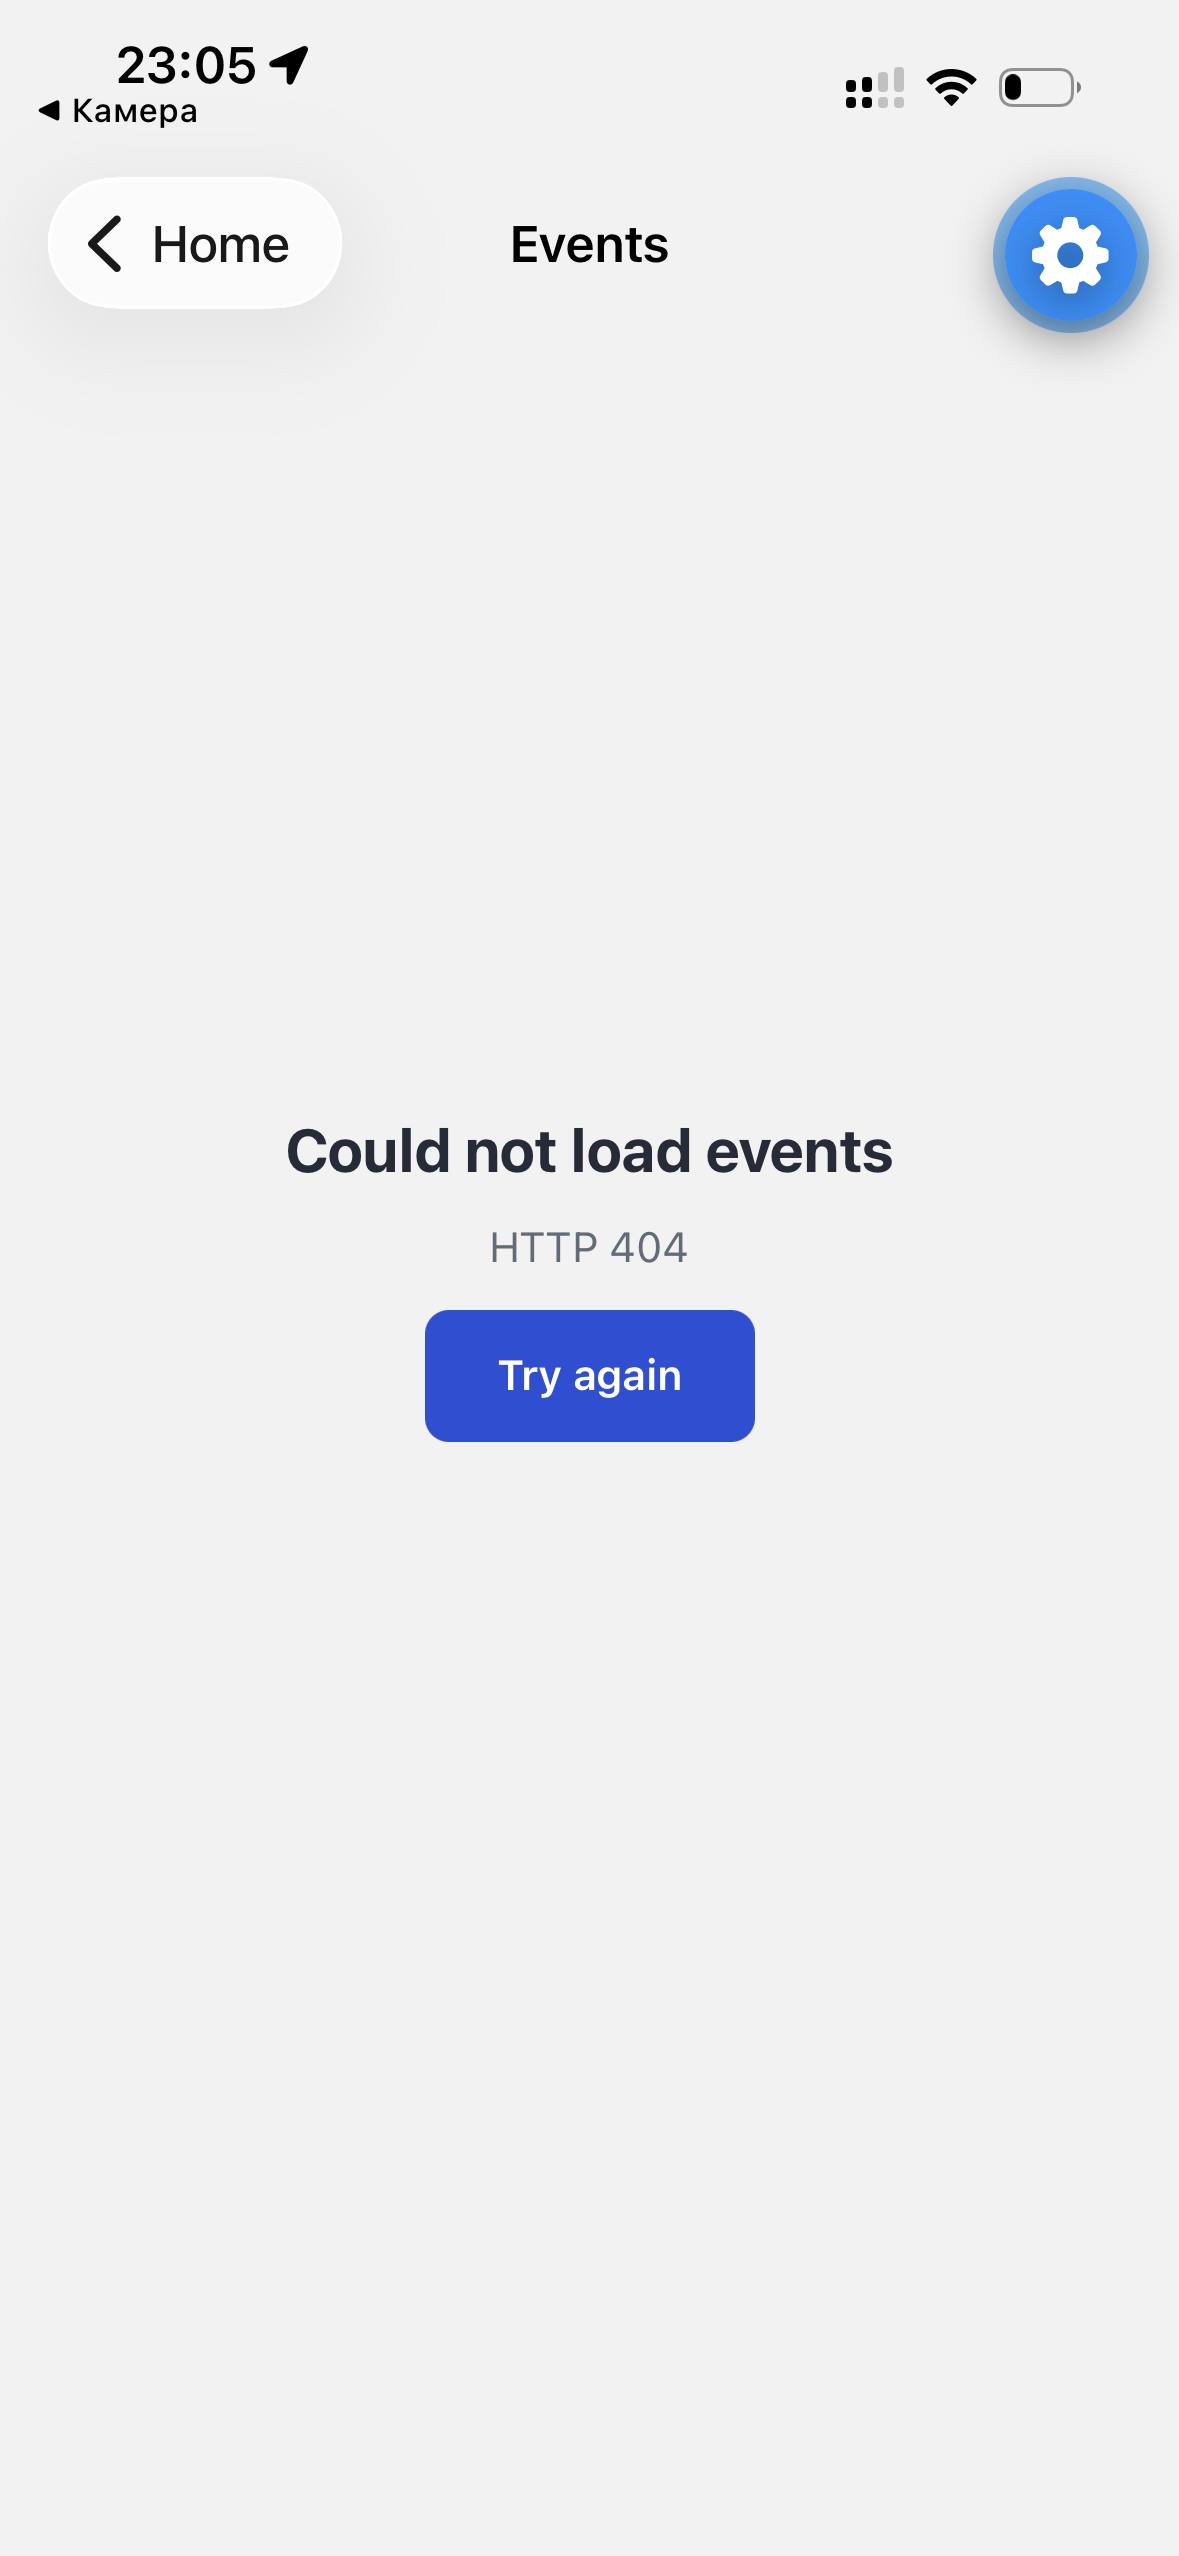 23:05
Камера
Home
Events
Could not load events
HTTP 404
Try again